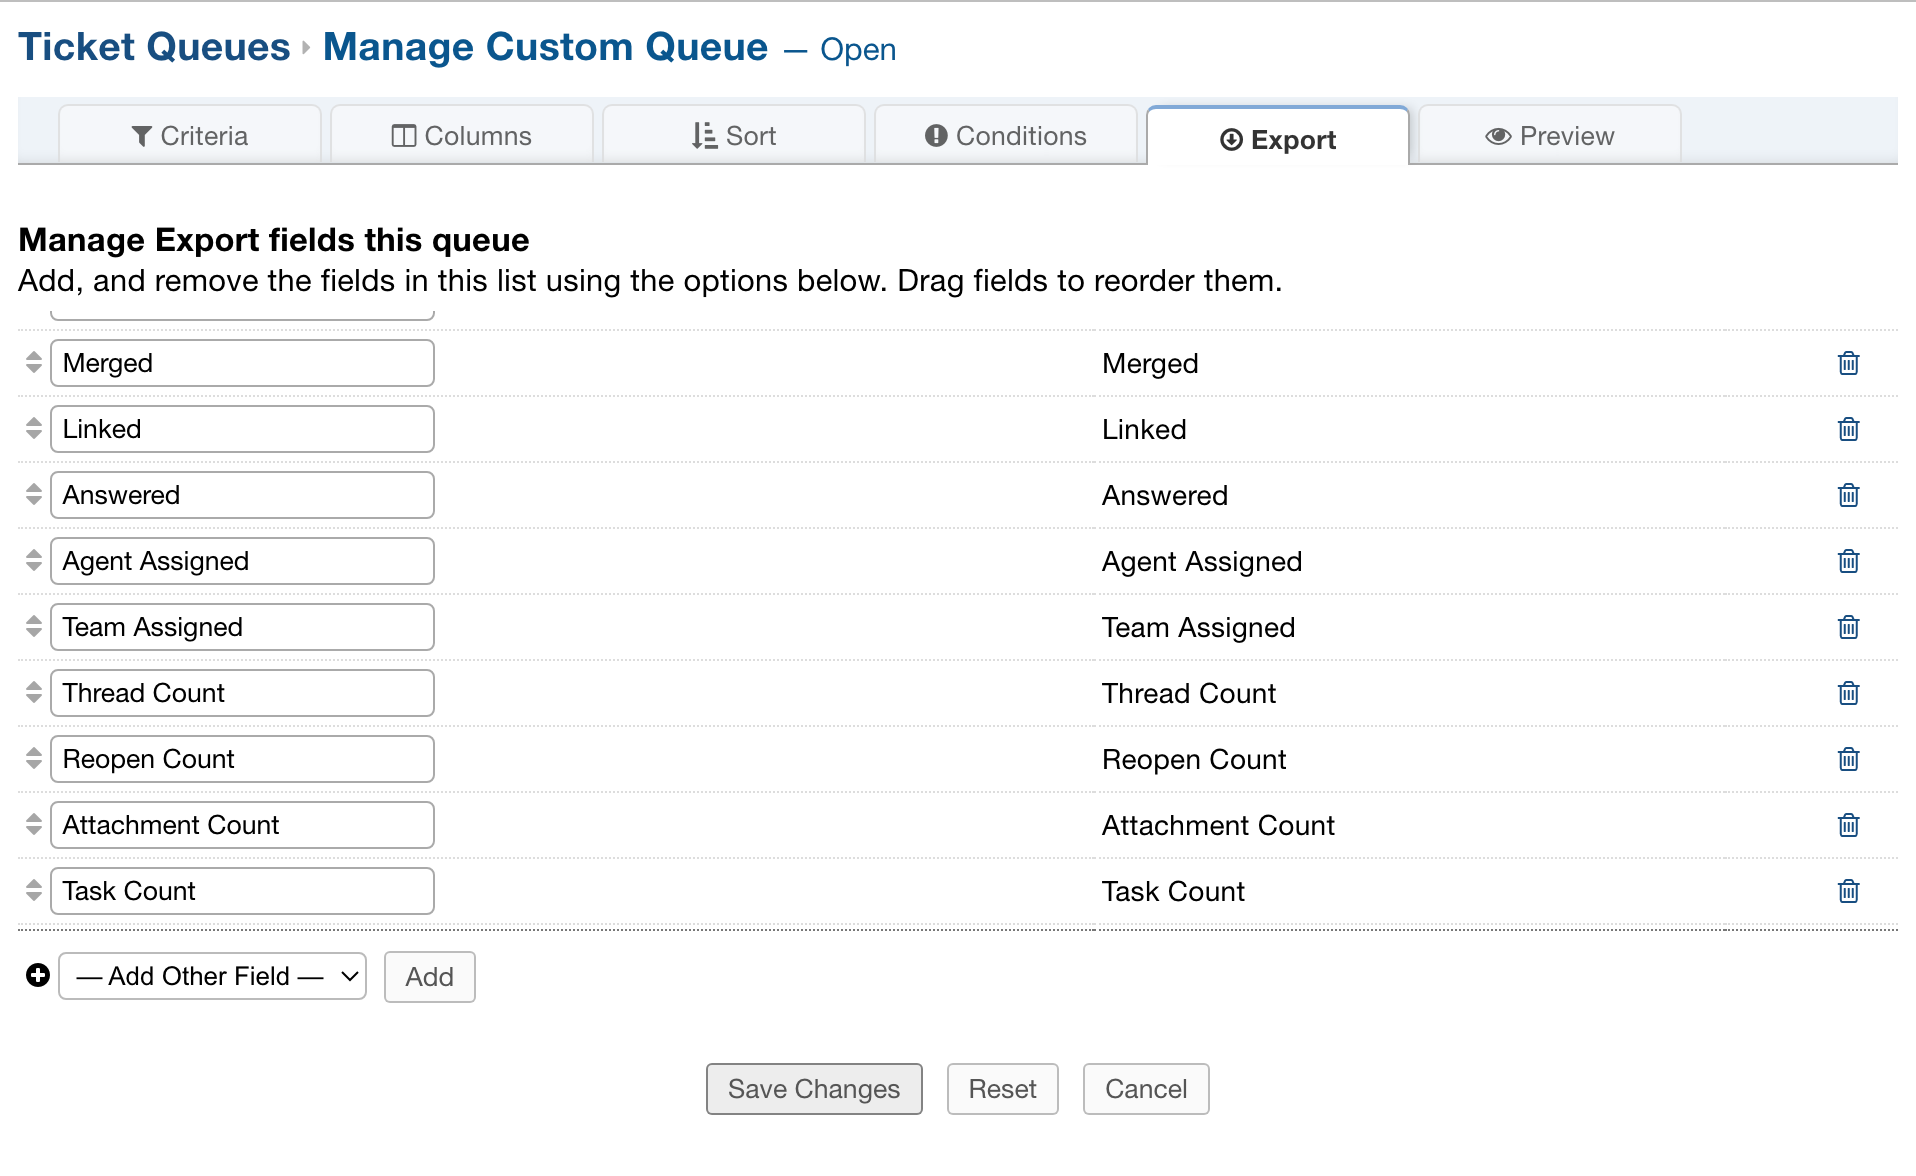 Ticket Queues Manage Custom Queue — Open
Criteria Columns Sort Conditions Export Preview
Manage Export fields this queue
Add, and remove the fields in this list using the options below. Drag fields to reorder them.
Merged Merged
Linked Linked
Answered Answered
Agent Assigned Agent Assigned
Team Assigned Team Assigned
Thread Count Thread Count
Reopen Count Reopen Count
Attachment Count Attachment Count
Task Count Task Count
— Add Other Field — Add
Save Changes Reset Cancel